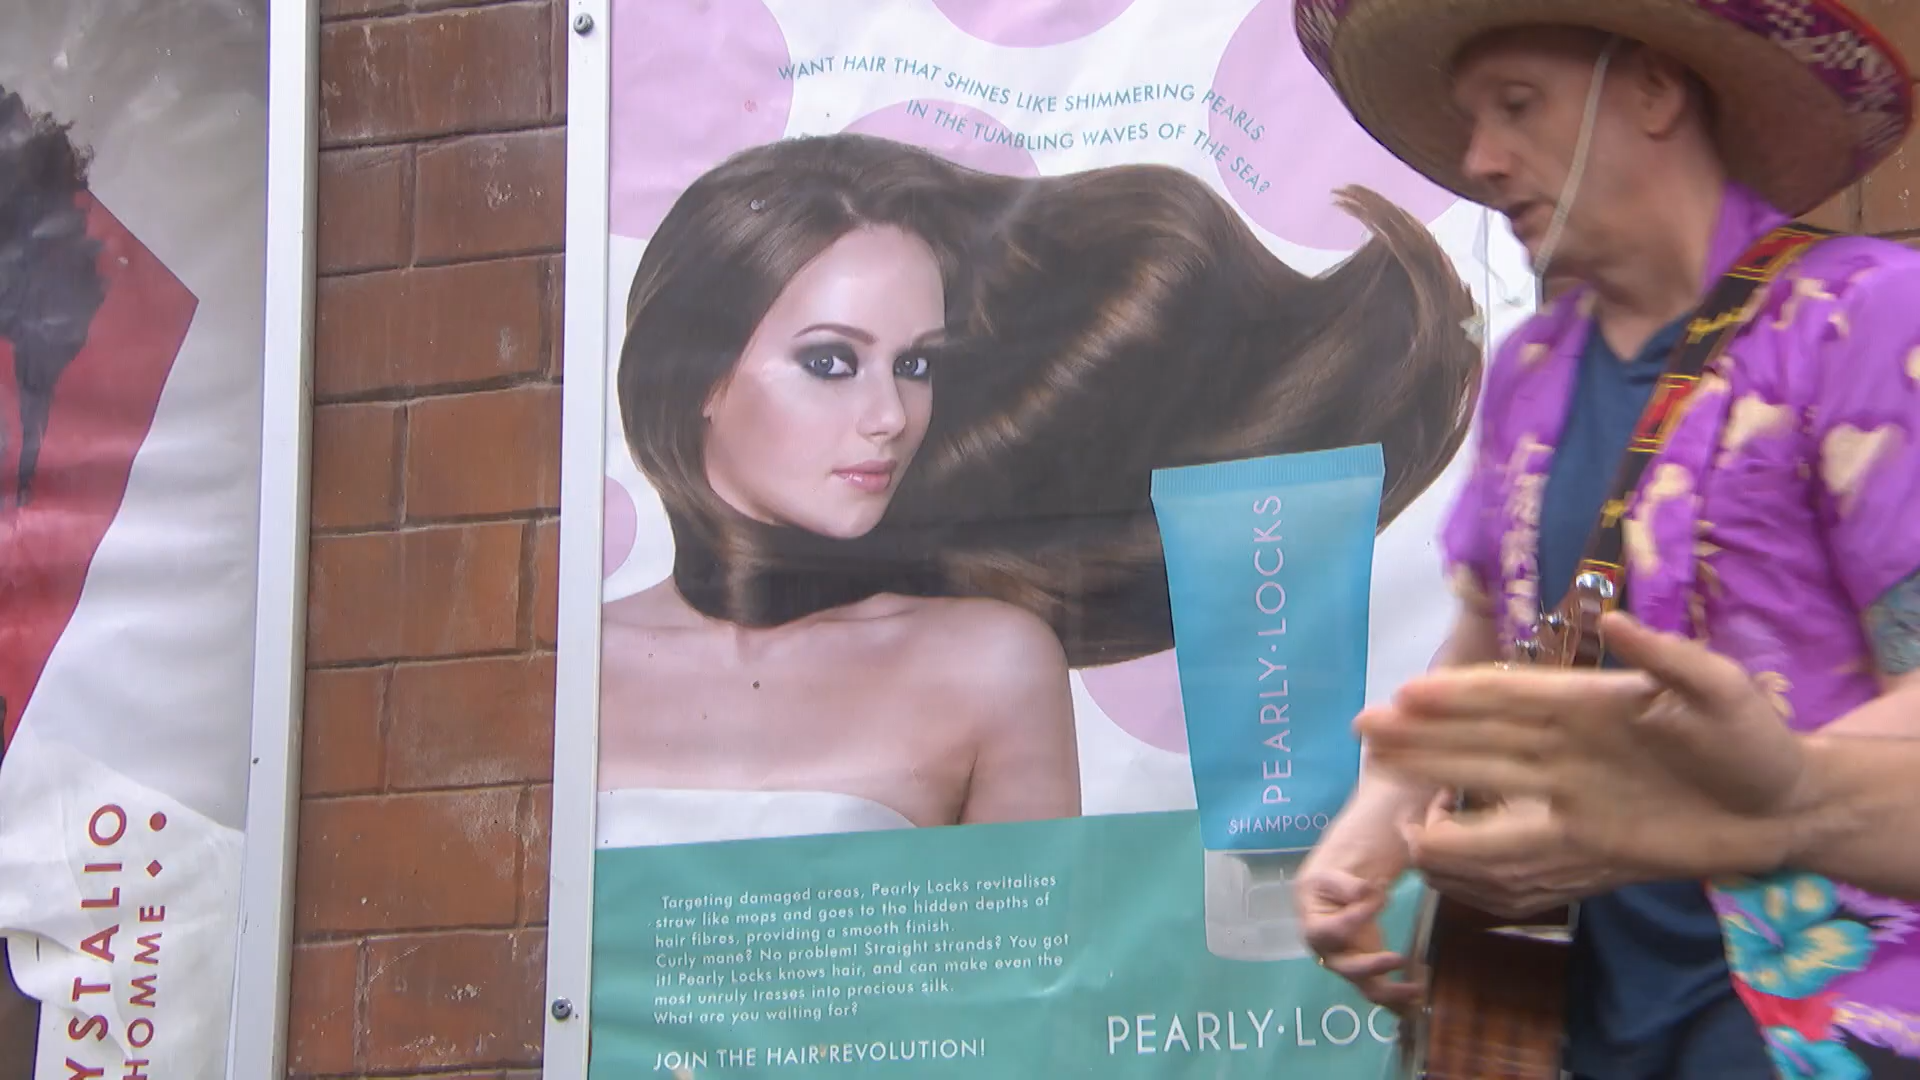 WANT HAIR THAT SHINES LIKE SHIMMERING PEARLS
IN THE TUMBLING WAVES OF THE SEA?
PEARLY·LOCKS
SHAMPOO
Targeting damaged areas, Pearly Locks revitalises
straw like mops and goes to the hidden depths of
hair fibres, providing a smooth finish.
Curly mane? No problem! Straight strands? You got
it! Pearly Locks knows hair, and can make even the
most unruly tresses into precious silk.
What are you waiting for?
JOIN THE HAIR REVOLUTION!
PEARLY·LOC
YSTALIO
HOMME